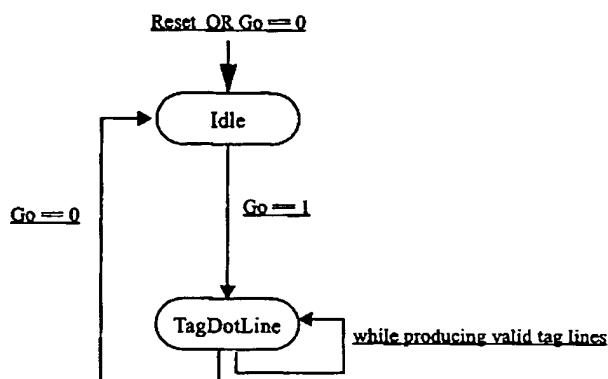 Reset OR Go == 0
Idle
Go == 0
Go == 1
TagDotLine
while producing valid tag lines